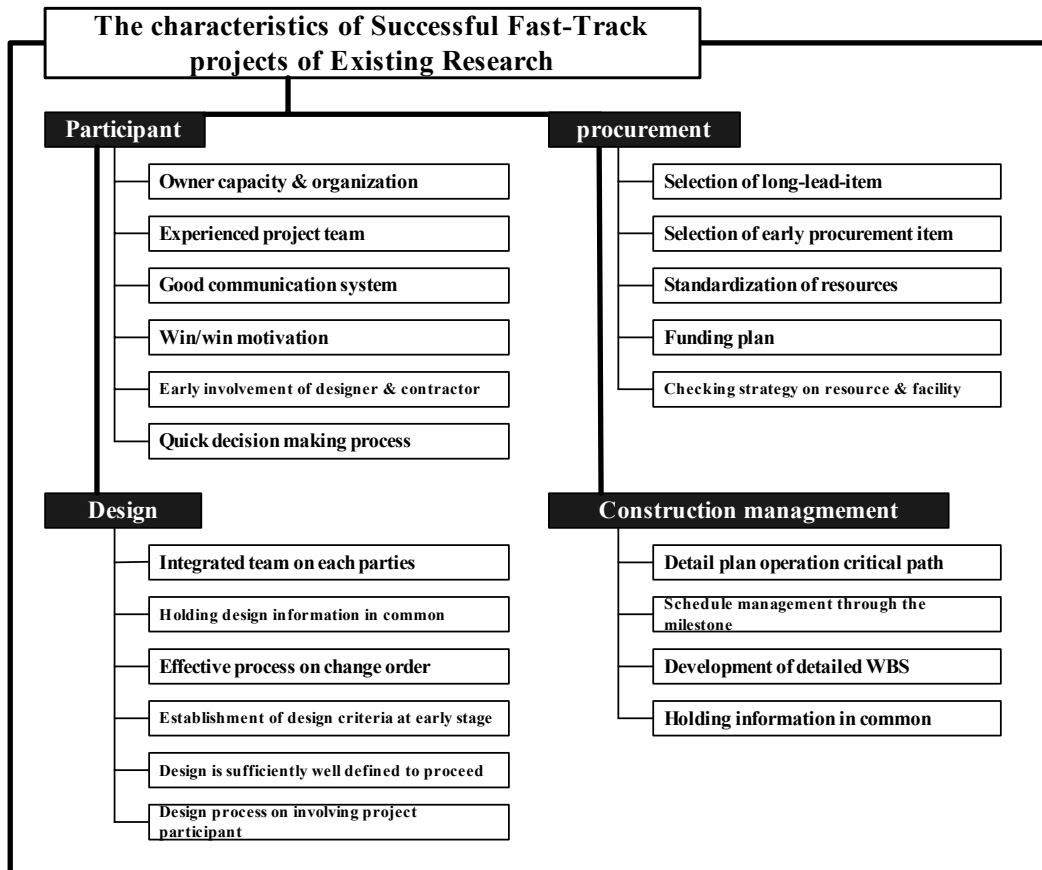 The characteristics of Successful Fast-Track
projects of Existing Research
Participant
Owner capacity & organization
Experienced project team
Good communication system
Win/win motivation
Early involvement of designer & contractor
Quick decision making process
procurement
Selection of long-lead-item
Selection of early procurement item
Standardization of resources
Funding plan
Checking strategy on resource & facility
Design
Integrated team on each parties
Holding design information in common
Effective process on change order
Establishment of design criteria at early stage
Design is sufficiently well defined to proceed
Design process on involving project
participant
Construction managmement
Detail plan operation critical path
Schedule management through the
milestone
Development of detailed WBS
Holding information in common